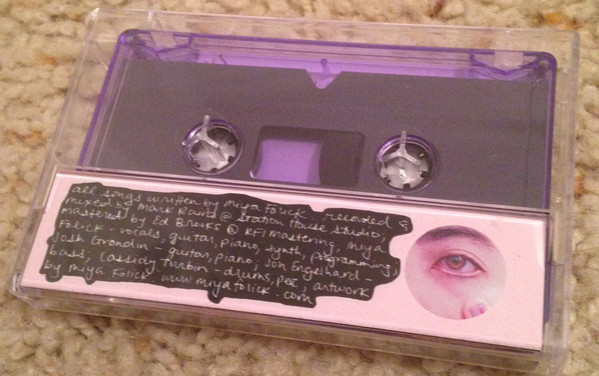 all songs written by Miya Folick recorded &
mixed by Mark Rains @ Station House Studio,
mastered by Ed Brooks @ RFI Mastering, Miya
Folick - vocals, guitar, piano, synth, programming;
Josh Grondin - guitar, piano; Jon Engelhard -
bass; Cassidy Turbin - drums, perc; artwork
by Miya Folick www.miyafolick.com